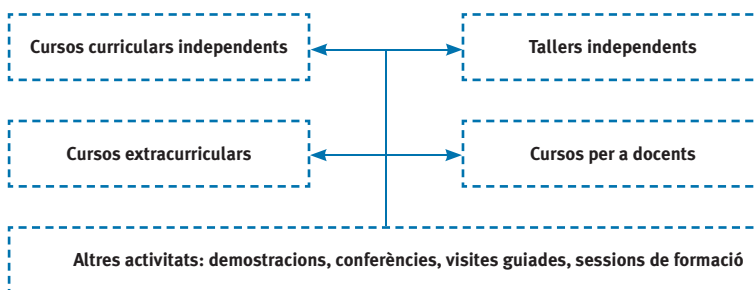 Cursos curriculars independents
Tallers independents
Cursos extracurriculars
Cursos per a docents
Altres activitats: demostracions, conferències, visites guiades, sessions de formació